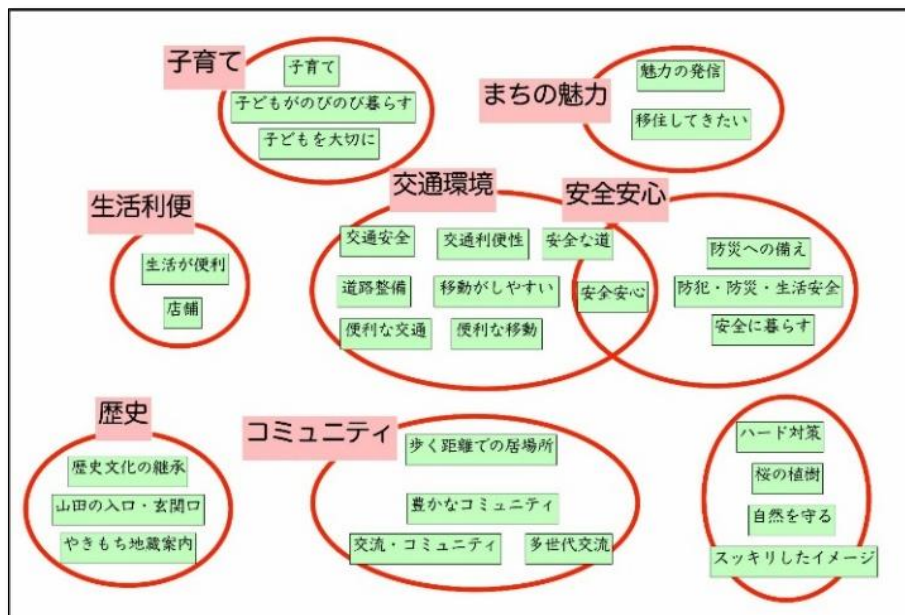 子育て
子育て
子どもがのびのび暮らす
子どもを大切に
まちの魅力
魅力の発信
移住してきたい
生活利便
生活が便利
店舗
交通環境
交通安全
交通利便性
安全な道
道路整備
移動がしやすい
便利な交通
便利な移動
安全安心
安全安心
防災への備え
防犯・防災・生活安全
安全に暮らす
歴史
歴史文化の継承
山田の入口・玄関口
やきもち地蔵案内
コミュニティ
歩く距離での居場所
豊かなコミュニティ
交流・コミュニティ
多世代交流
ハード対策
桜の植樹
自然を守る
スッキリしたイメージ